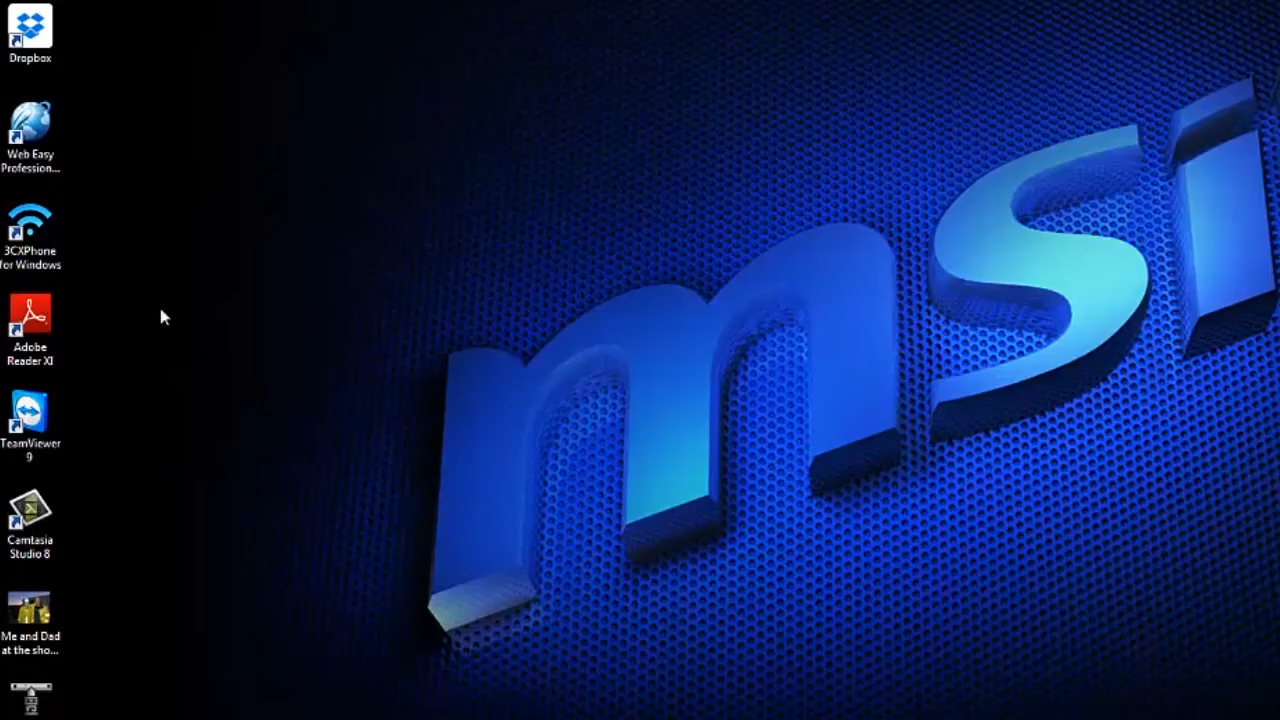 Dropbox
Web Easy
Profession...
3CXPhone
for Windows
Adobe
Reader XI
TeamViewer
9
Camtasia
Studio 8
Me and Dad
at the sho...
msi